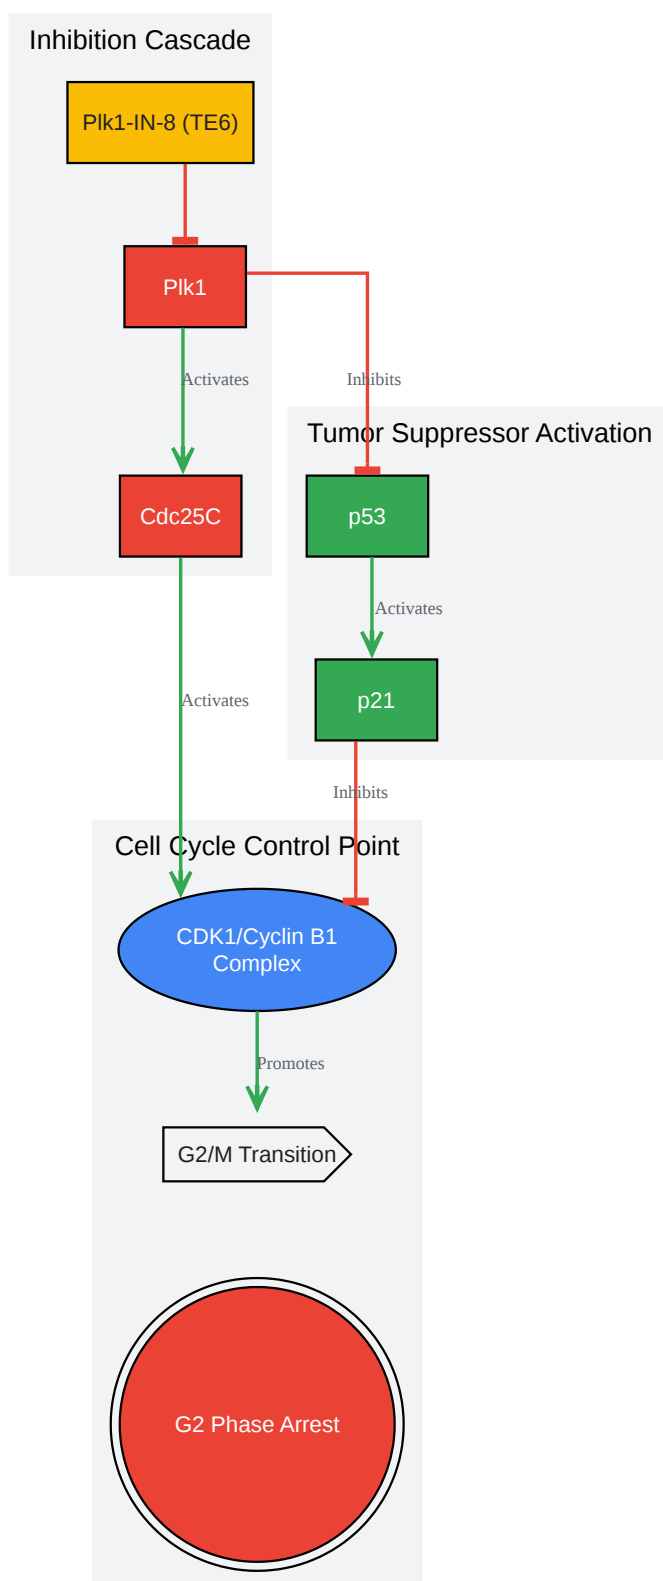 Inhibition Cascade
Plk1-IN-8 (TE6)
Plk1
Activates
Inhibits
Tumor Suppressor Activation
Cdc25C
p53
Activates
p21
Activates
Inhibits
Cell Cycle Control Point
CDK1/Cyclin B1
Complex
Promotes
G2/M Transition
G2 Phase Arrest